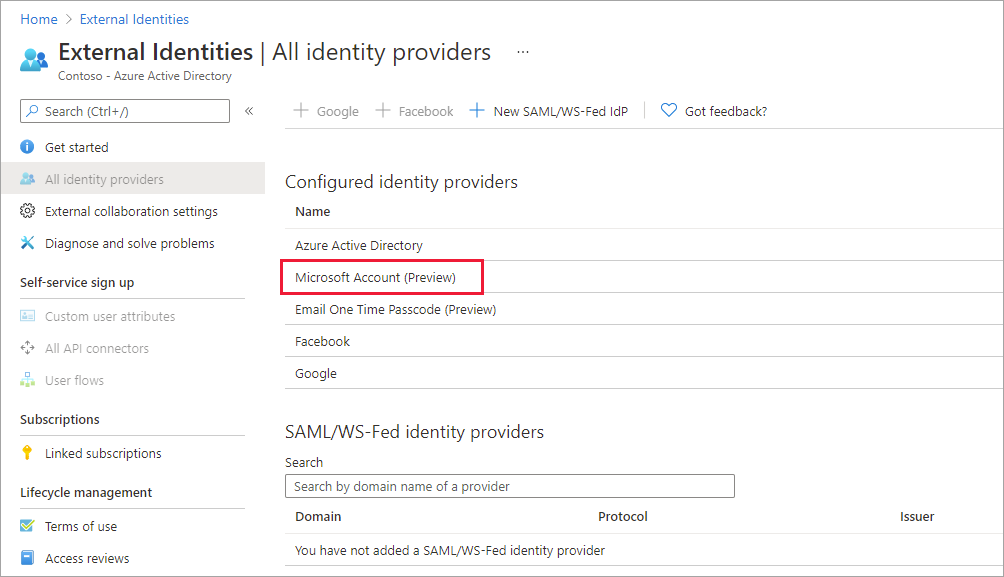 Home > External Identities
External Identities | All identity providers ...
Contoso - Azure Active Directory
Search (Ctrl+/)
«
Get started
All identity providers
External collaboration settings
Diagnose and solve problems
Self-service sign up
Custom user attributes
All API connectors
User flows
Subscriptions
Linked subscriptions
Lifecycle management
Terms of use
Access reviews
Google Facebook New SAML/WS-Fed IdP Got feedback?
Configured identity providers
Name
Azure Active Directory
Microsoft Account (Preview)
Email One Time Passcode (Preview)
Facebook
Google
SAML/WS-Fed identity providers
Search
Search by domain name of a provider
Domain Protocol Issuer
You have not added a SAML/WS-Fed identity provider